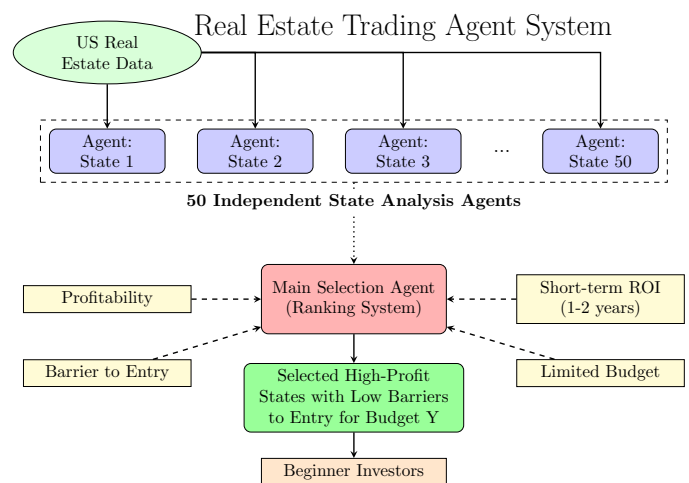 Real Estate Trading Agent System
US Real
Estate Data
Agent:
State 1
Agent:
State 2
Agent:
State 3
...
Agent:
State 50
50 Independent State Analysis Agents
Main Selection Agent
(Ranking System)
Profitability
Short-term ROI
(1-2 years)
Barrier to Entry
Limited Budget
Selected High-Profit
States with Low Barriers
to Entry for Budget Y
Beginner Investors